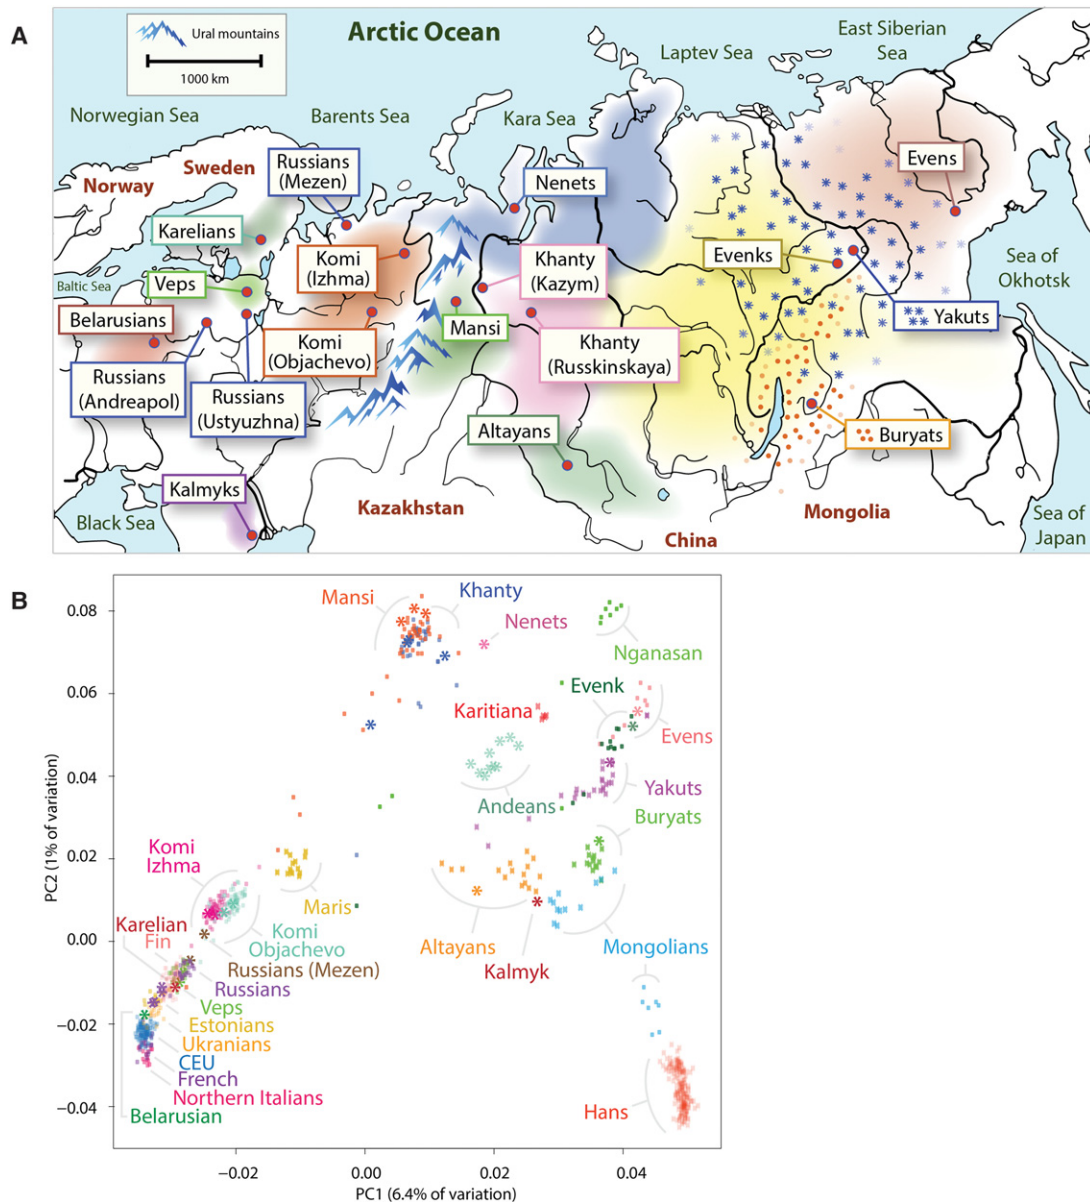 A
Ural mountains
1000 km
Arctic Ocean
Laptev Sea
East Siberian
Sea
Norwegian Sea
Barents Sea
Kara Sea
Norway
Sweden
Russians
(Mezen)
Nenets
Evens
Karelians
Komi
(Izhma)
Khanty
(Kazym)
Evenks
Sea of
Okhotsk
Baltic Sea
Veps
Belarusians
Mansi
Yakuts
Komi
(Objachevo)
Khanty
(Russkinskaya)
Russians
(Andreapol)
Russians
(Ustyuzhna)
Altayans
Buryats
Kalmyks
Black Sea
Kazakhstan
China
Mongolia
Sea of
Japan
B
0.08
0.06
0.04
0.02
0.00
−0.02
−0.04
PC2 (1% of variation)
Mansi
Khanty
Nenets
Nganasan
Evenk
Karitiana
Evens
Andeans
Yakuts
Buryats
Komi
Izhma
Maris
Karelian
Fin
Komi
Objachevo
Altayans
Kalmyk
Mongolians
Russians (Mezen)
Russians
Veps
Estonians
Ukranians
CEU
French
Northern Italians
Belarusian
Hans
−0.02
0.00
0.02
0.04
PC1 (6.4% of variation)